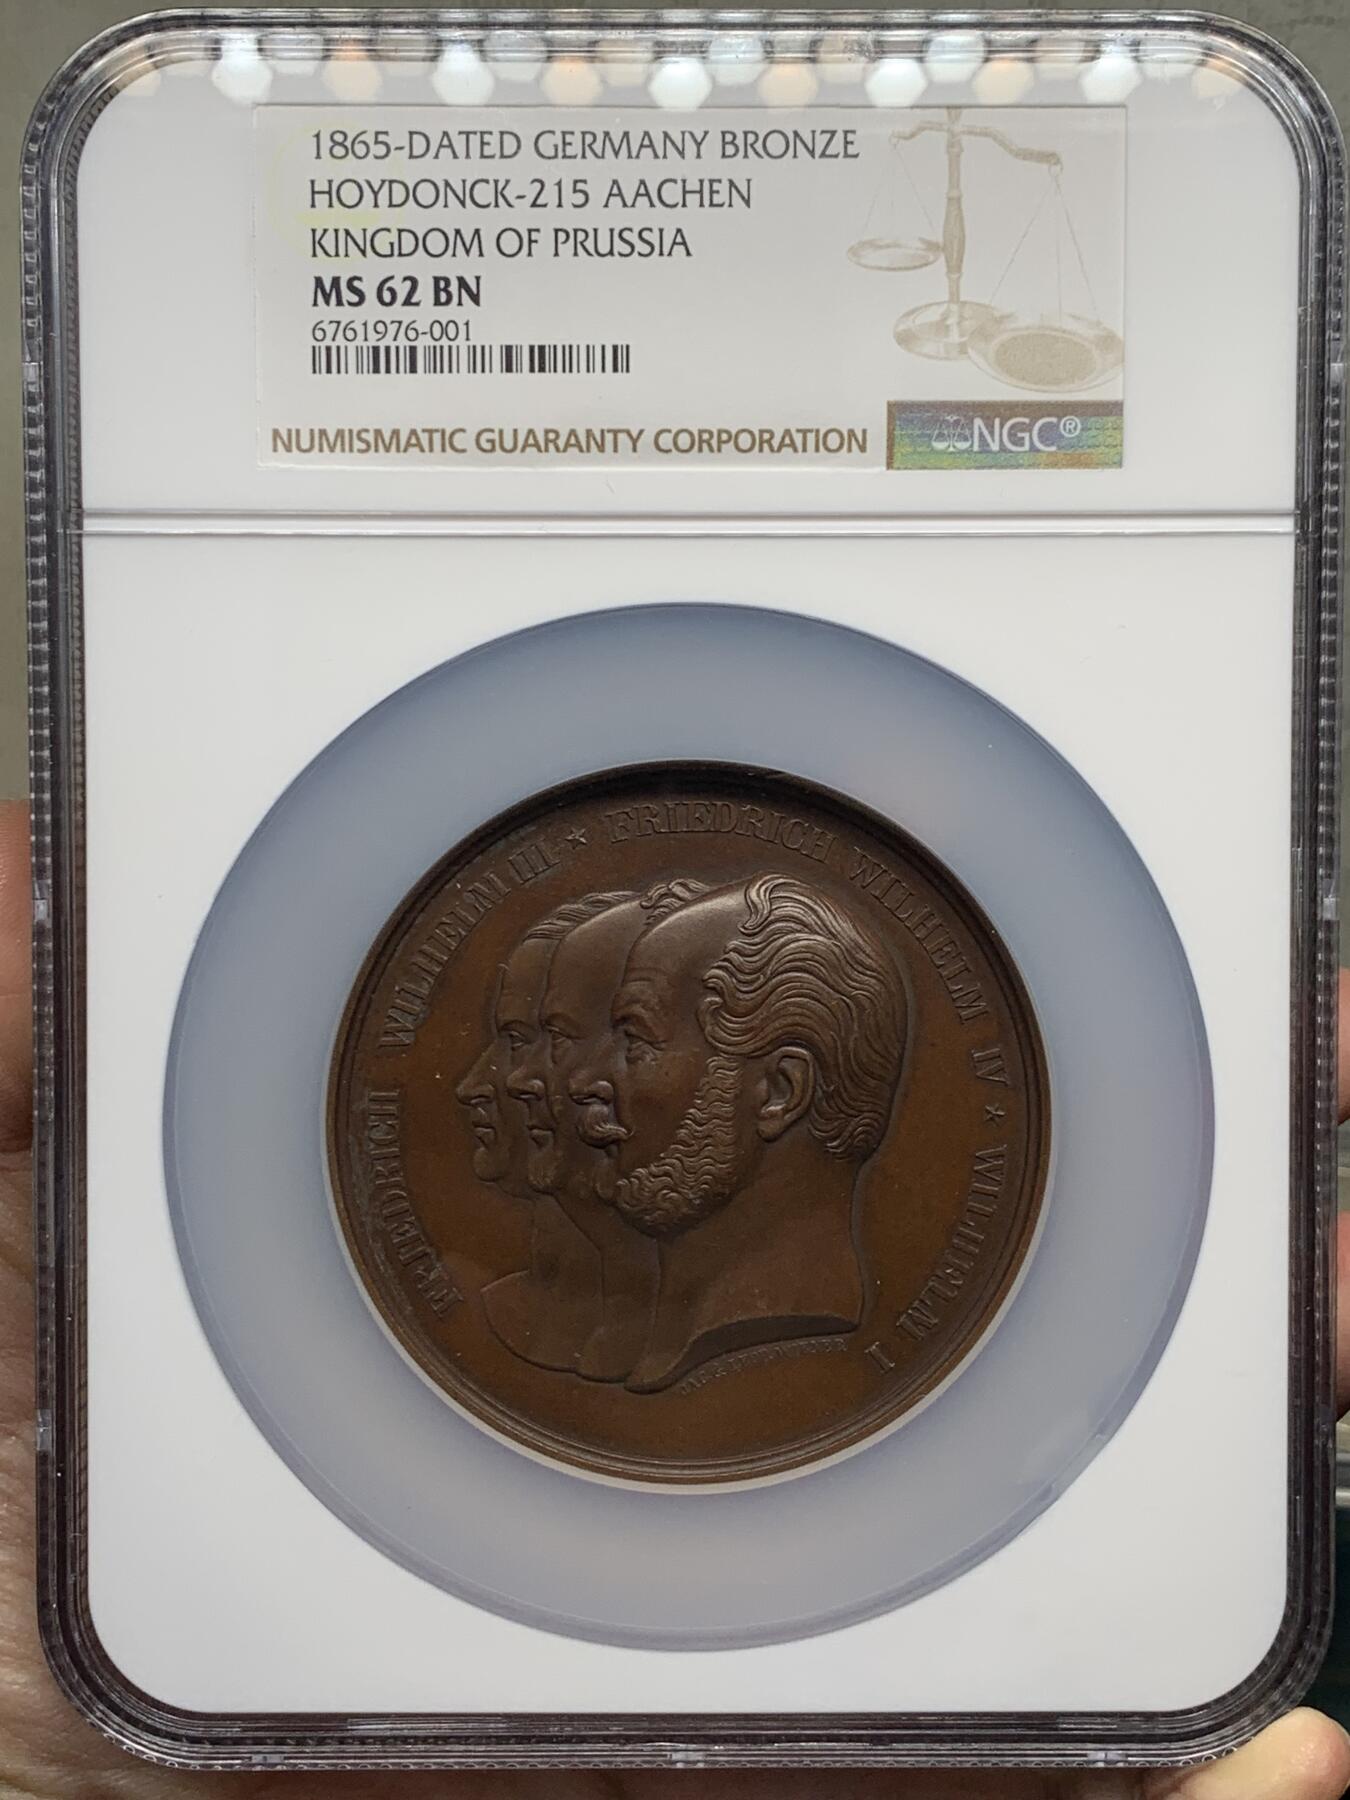 1865-DATED GERMANY BRONZE
HOYDONCK-215 AACHEN
KINGDOM OF PRUSSIA
MS 62 BN
6761976-001
NUMISMATIC GUARANTY CORPORATION
NGC®
FRIEDRICH WILHELM III ★ FRIEDRICH WILHELM IV ★ WILHELM I